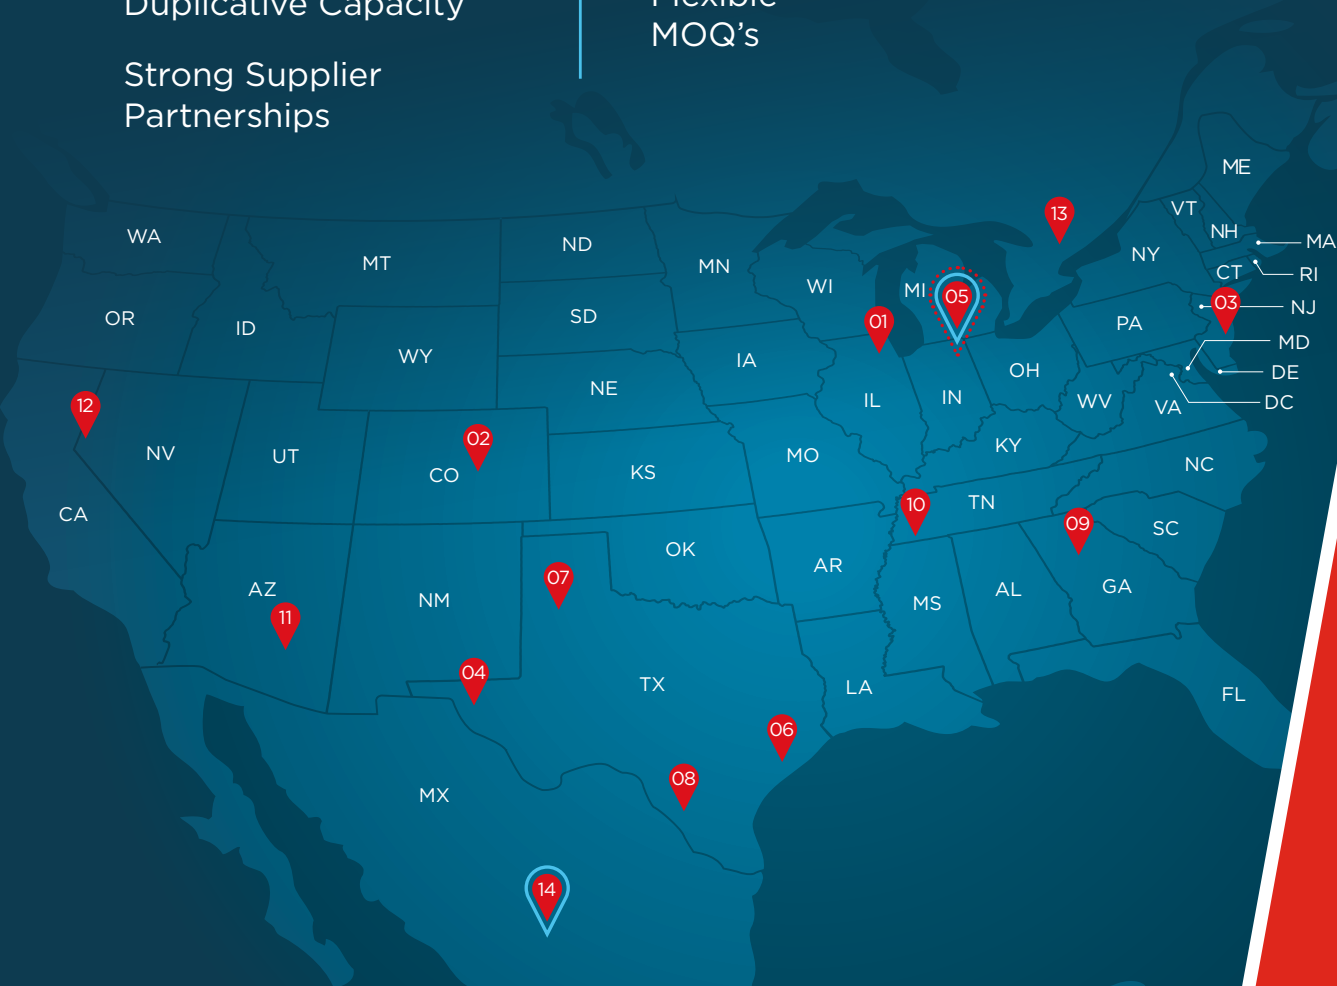 Duplicative Capacity
Strong Supplier
Partnerships
Flexible
MOQ's
ME
VT
13
WA
NH
MA
ND
NY
MT
MN
CT
RI
WI
MI
05
03
NJ
OR
ID
SD
01
PA
MD
WY
IA
OH
DE
NE
IL
IN
WV
VA
DC
12
02
NV
UT
CO
KS
MO
KY
NC
CA
10
TN
09
SC
OK
AR
07
AZ
NM
MS
AL
GA
11
04
TX
LA
FL
06
08
MX
14